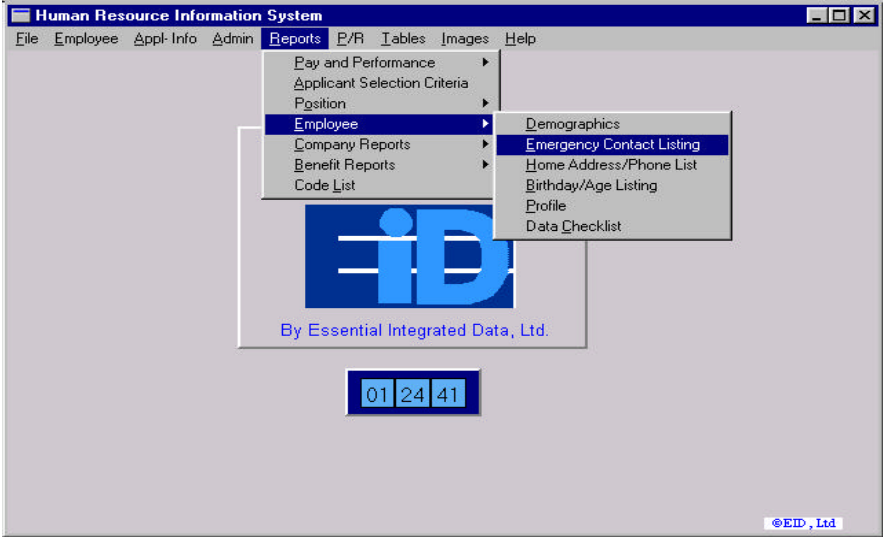 Human Resource Information System
File Employee Appl- Info Admin Reports P/R Tables Images Help
Pay and Performance
Applicant Selection Criteria
Position
Employee
Company Reports
Benefit Reports
Code List
Demographics
Emergency Contact Listing
Home Address/Phone List
Birthday/Age Listing
Profile
Data Checklist
iD
By Essential Integrated Data, Ltd.
01 24 41
©EID, Ltd